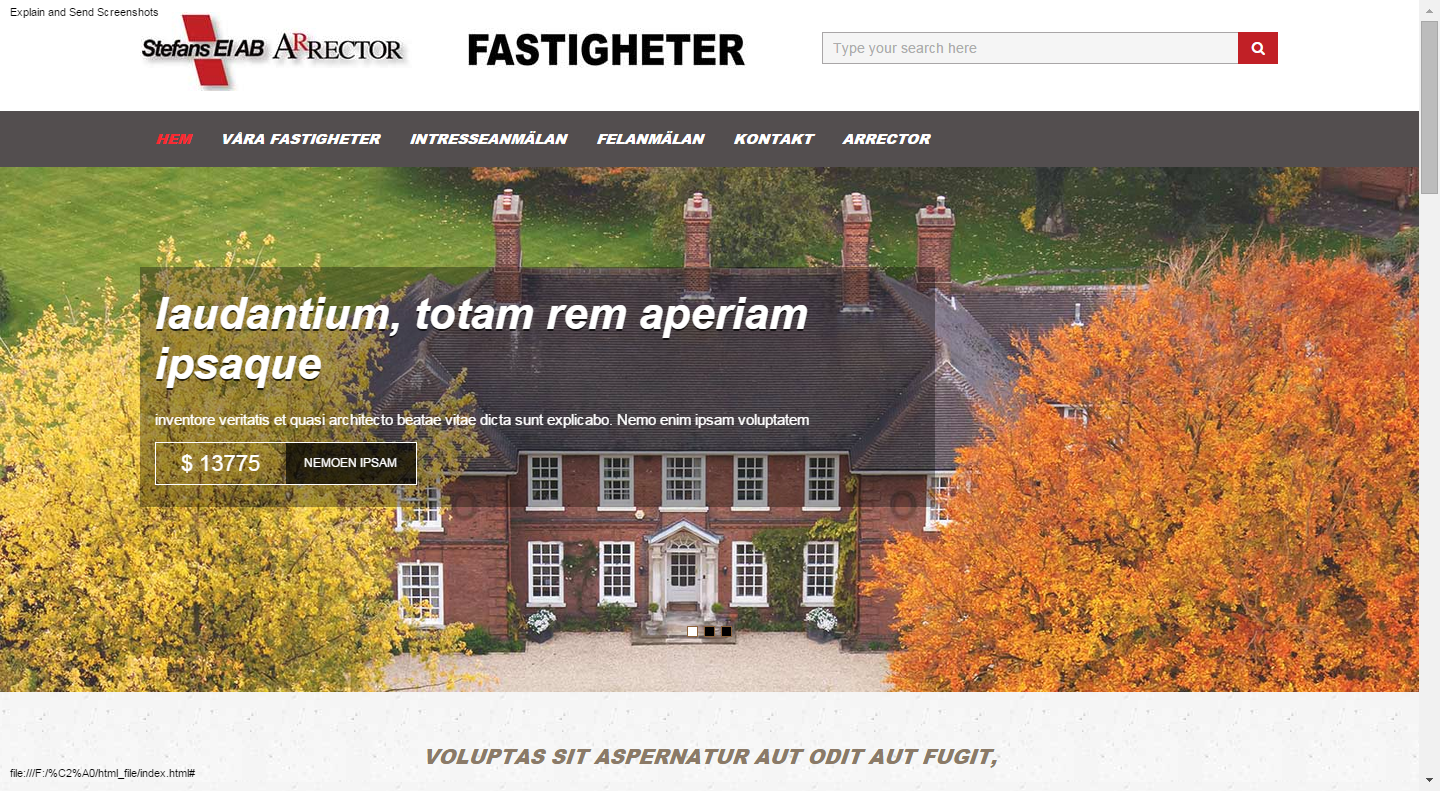 Explain and Send Screenshots
Stefans El AB ARRECTOR
FASTIGHETER
Type your search here
HEM VÅRA FASTIGHETER INTRESSEANMÄLAN FELANMÄLAN KONTAKT ARRECTOR
laudantium, totam rem aperiam
ipsaque
inventore veritatis et quasi architecto beatae vitae dicta sunt explicabo. Nemo enim ipsam voluptatem
$ 13775 NEMOEN IPSAM
VOLUPTAS SIT ASPERNATUR AUT ODIT AUT FUGIT,
file:///F:/%C2%A0/html_file/index.html#